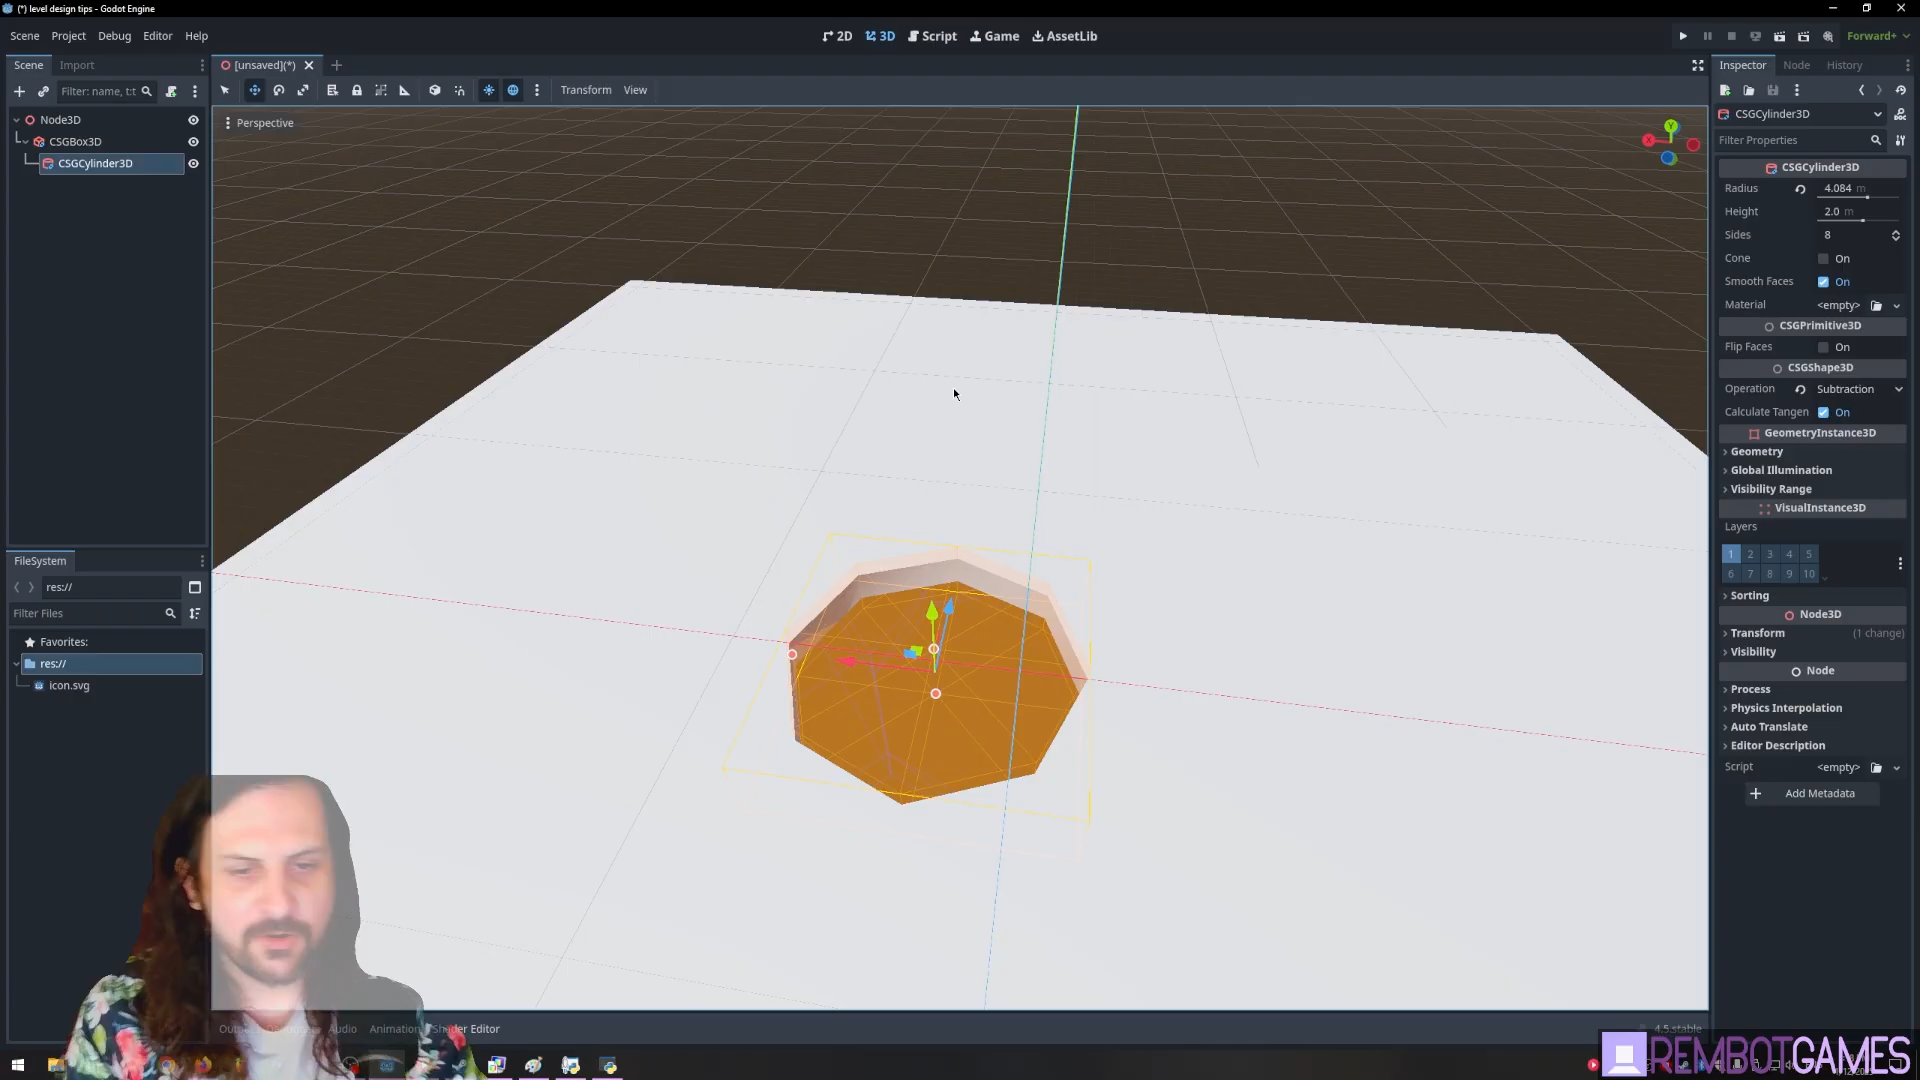 (*) level design tips - Godot Engine
Scene Project Debug Editor Help
2D 3D Script Game AssetLib
Forward+
Scene Import
[unsaved](*)
Inspector Node History
Filter: name, t:t
Transform View
Node3D
CSGBox3D
CSGCylinder3D
Perspective
Y
X
CSGCylinder3D
Filter Properties
CSGCylinder3D
Radius 4.084 m
Height 2.0 m
Sides 8
Cone On
Smooth Faces On
Material <empty>
CSGPrimitive3D
Flip Faces On
CSGShape3D
Operation Subtraction
Calculate Tangen On
GeometryInstance3D
Geometry
Global Illumination
Visibility Range
VisualInstance3D
Layers
1 2 3 4 5
6 7 8 9 10
Sorting
Node3D
Transform (1 change)
Visibility
Node
Process
Physics Interpolation
Auto Translate
Editor Description
Script <empty>
Add Metadata
FileSystem
res://
Filter Files
Favorites:
res://
icon.svg
Audio Animation Shader Editor
4.5.stable
REMBOTGAMES